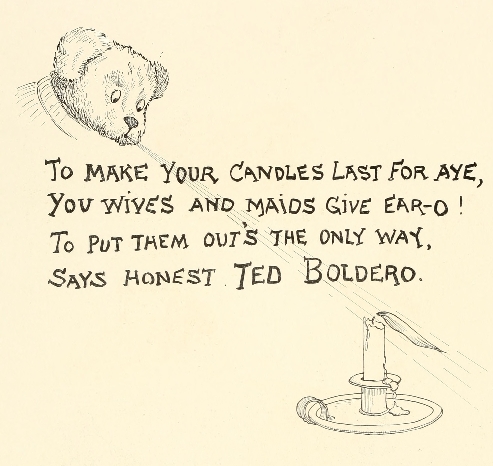 To make your candles last for aye,
You wives and maids give ear-o!
To put them out's the only way,
Says honest Ted Boldero.